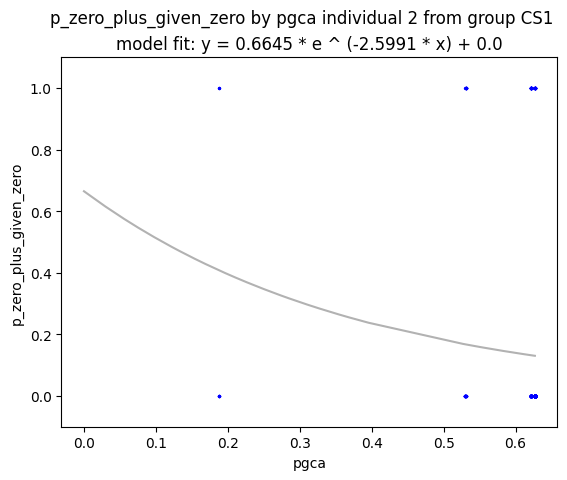 p_zero_plus_given_zero by pgca individual 2 from group CS1
model fit: y = 0.6645 * e ^ (-2.5991 * x) + 0.0
1.0
0.8
0.6
0.4
0.2
0.0
p_zero_plus_given_zero
0.0 0.1 0.2 0.3 0.4 0.5 0.6
pgca